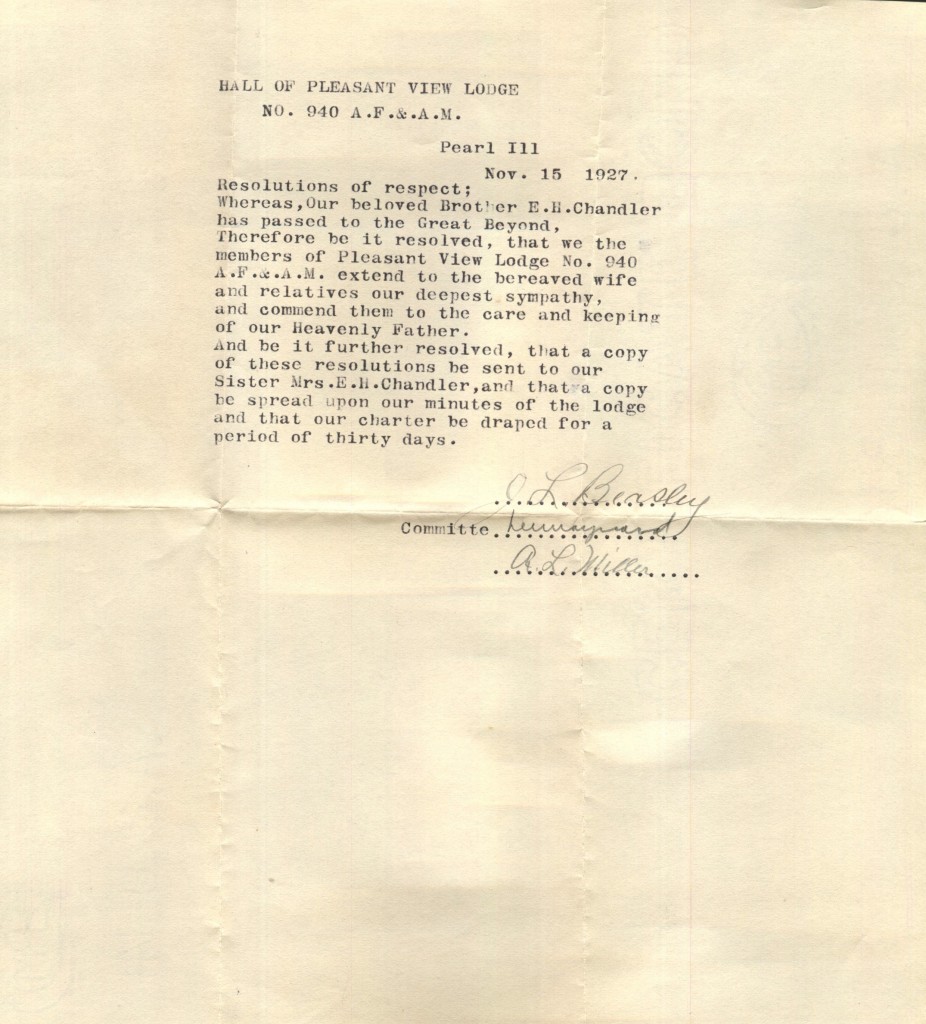 HALL OF PLEASANT VIEW LODGE
NO. 940 A.F.&.A.M.
Pearl Ill
Nov. 15 1927.
Resolutions of respect;
Whereas,Our beloved Brother E.H.Chandler
has passed to the Great Beyond,
Therefore be it resolved, that we the
members of Pleasant View Lodge No. 940
A.F.&.A.M. extend to the bereaved wife
and relatives our deepest sympathy,
and commend them to the care and keeping
of our Heavenly Father.
And be it further resolved, that a copy
of these resolutions be sent to our
Sister Mrs.E.H.Chandler,and that a copy
be spread upon our minutes of the lodge
and that our charter be draped for a
period of thirty days.
L. Beasley
Committe
A. L. Miller